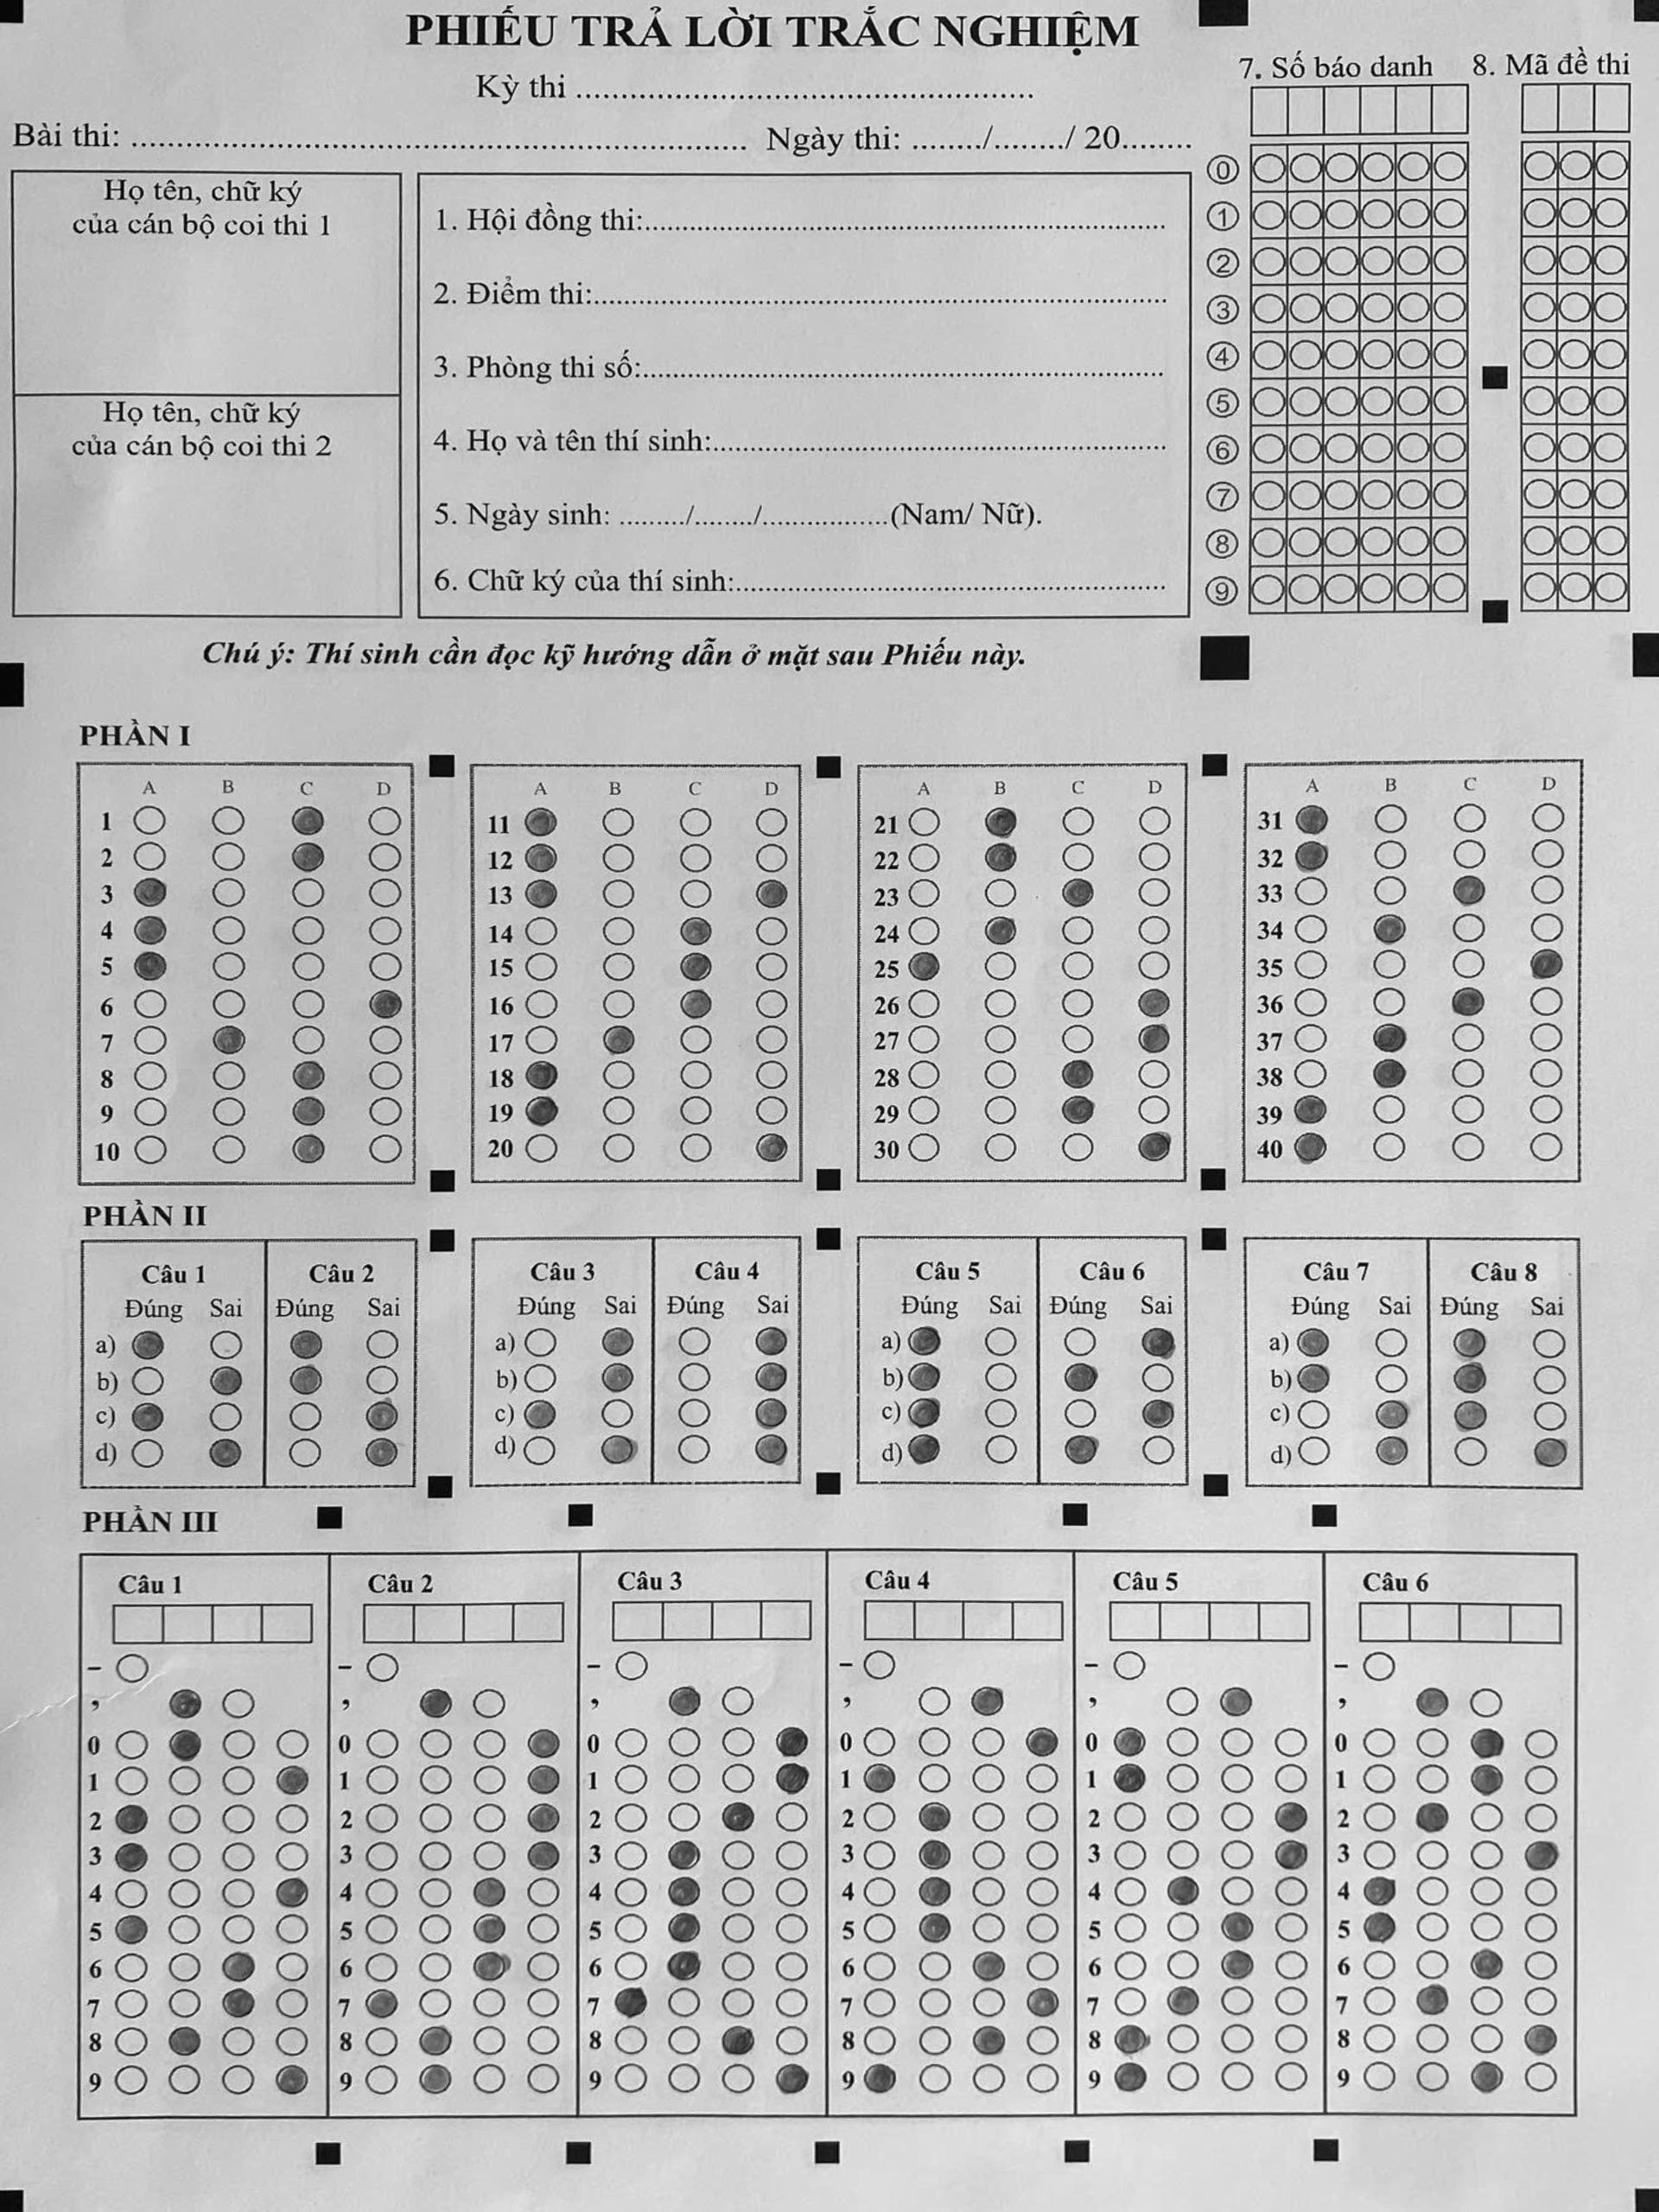 PHIẾU TRẢ LỜI TRẮC NGHIỆM
Kỳ thi ....................................................
Bài thi: ...................................................................... Ngày thi: ......../......../ 20........
7. Số báo danh 8. Mã đề thi
Họ tên, chữ ký
của cán bộ coi thi 1
Họ tên, chữ ký
của cán bộ coi thi 2
1. Hội đồng thi:..................................................................
2. Điểm thi:..................................................................
3. Phòng thi số:..................................................................
4. Họ và tên thí sinh:..................................................................
5. Ngày sinh: ........./......../.................(Nam/ Nữ).
6. Chữ ký của thí sinh:..................................................................
0
1
2
3
4
5
6
7
8
9
Chú ý: Thí sinh cần đọc kỹ hướng dẫn ở mặt sau Phiếu này.
PHẦN I
A B C D A B C D A B C D A B C D
1 11 21 31
2 12 22 32
3 13 23 33
4 14 24 34
5 15 25 35
6 16 26 36
7 17 27 37
8 18 28 38
9 19 29 39
10 20 30 40
PHẦN II
Câu 1 Câu 2 Câu 3 Câu 4 Câu 5 Câu 6 Câu 7 Câu 8
Đúng Sai Đúng Sai Đúng Sai Đúng Sai Đúng Sai Đúng Sai Đúng Sai Đúng Sai
a) a) a) a)
b) b) b) b)
c) c) c) c)
d) d) d) d)
PHẦN III
Câu 1 Câu 2 Câu 3 Câu 4 Câu 5 Câu 6
– – – – – –
, , , , , ,
0 0 0 0 0 0
1 1 1 1 1 1
2 2 2 2 2 2
3 3 3 3 3 3
4 4 4 4 4 4
5 5 5 5 5 5
6 6 6 6 6 6
7 7 7 7 7 7
8 8 8 8 8 8
9 9 9 9 9 9